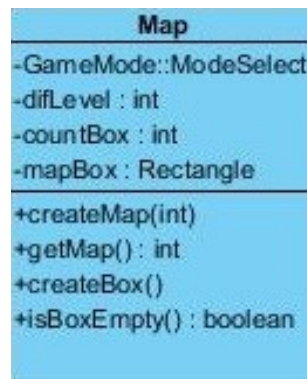 Map
-GameMode::ModeSelect
-difLevel : int
-countBox : int
-mapBox : Rectangle
+createMap(int)
+getMap() : int
+createBox()
+isBoxEmpty() : boolean